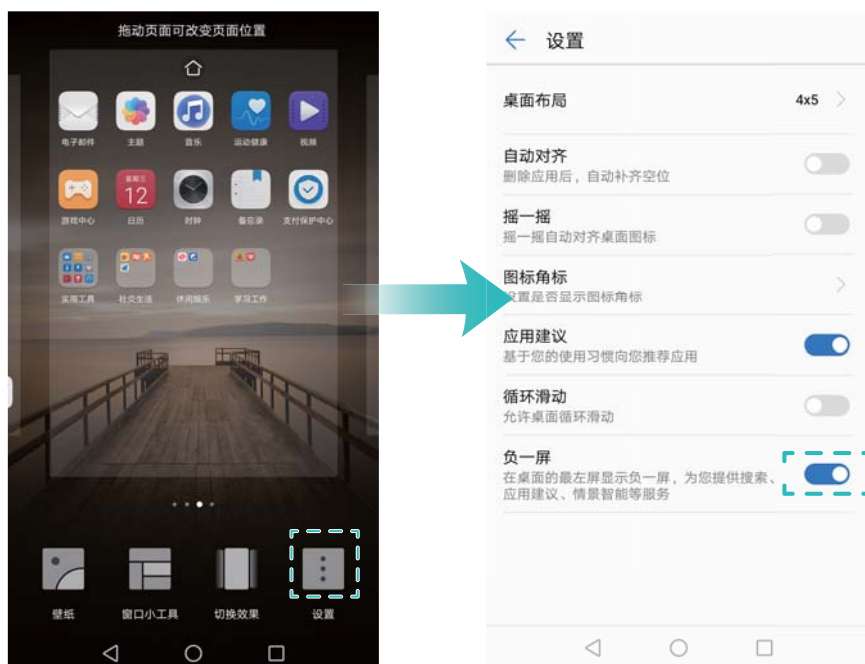 拖动页面可改变页面位置
电子邮件
主题
音乐
运动健康
视频
星期三
12
游戏中心
日历
时钟
备忘录
支付保护中心
实用工具
社交生活
休闲娱乐
学习工作
壁纸
窗口小工具
切换效果
设置
设置
桌面布局
4x5
自动对齐
删除应用后，自动补齐空位
摇一摇
摇一摇自动对齐桌面图标
图标角标
设置是否显示图标角标
应用建议
基于您的使用习惯向您推荐应用
循环滑动
允许桌面循环滑动
负一屏
在桌面的最左屏显示负一屏，为您提供搜索、
应用建议、情景智能等服务